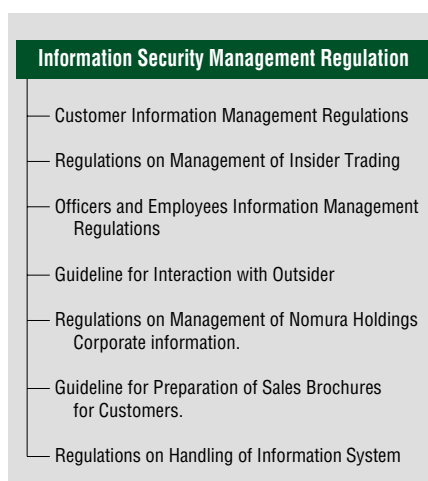 Information Security Management Regulation
Customer Information Management Regulations
Regulations on Management of Insider Trading
Officers and Employees Information Management
Regulations
Guideline for Interaction with Outsider
Regulations on Management of Nomura Holdings
Corporate information.
Guideline for Preparation of Sales Brochures
for Customers.
Regulations on Handling of Information System